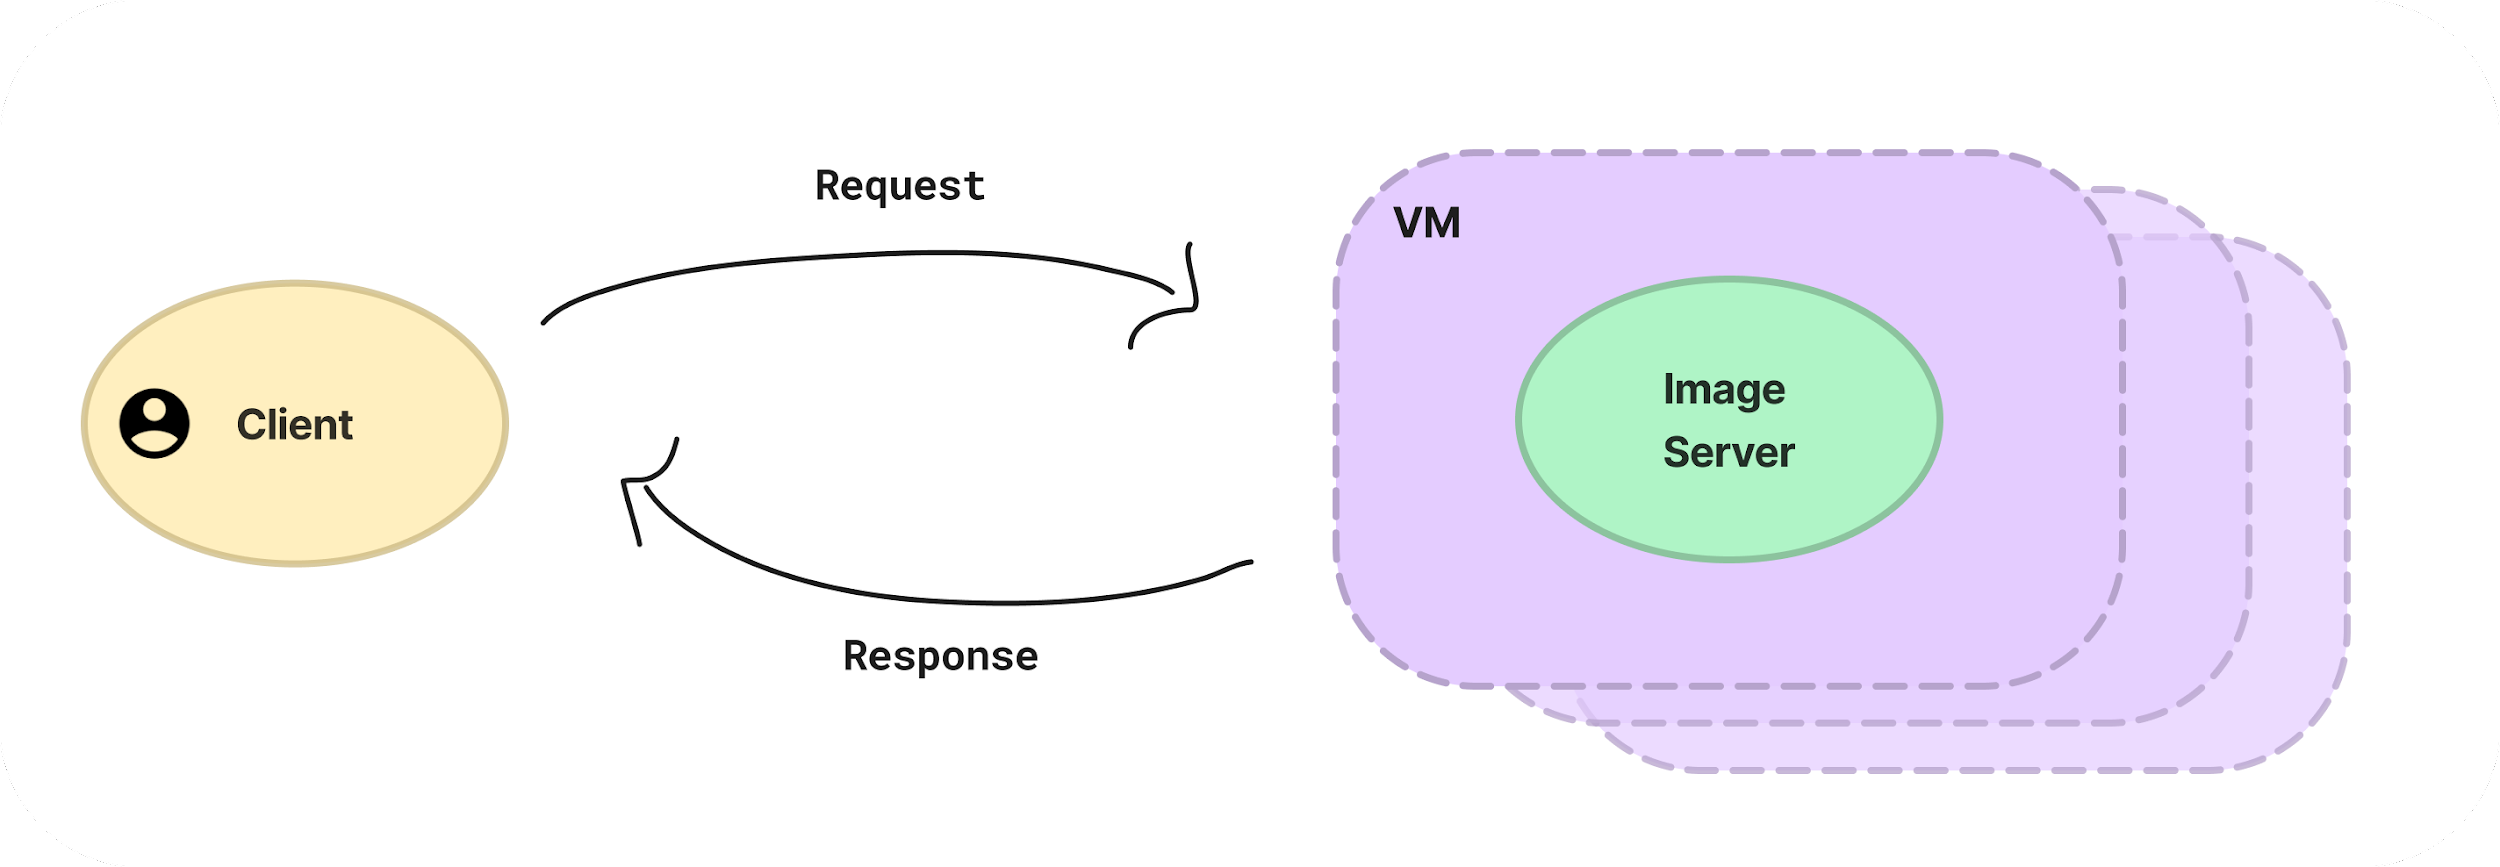 Request
VM
Client
Image
Server
Response